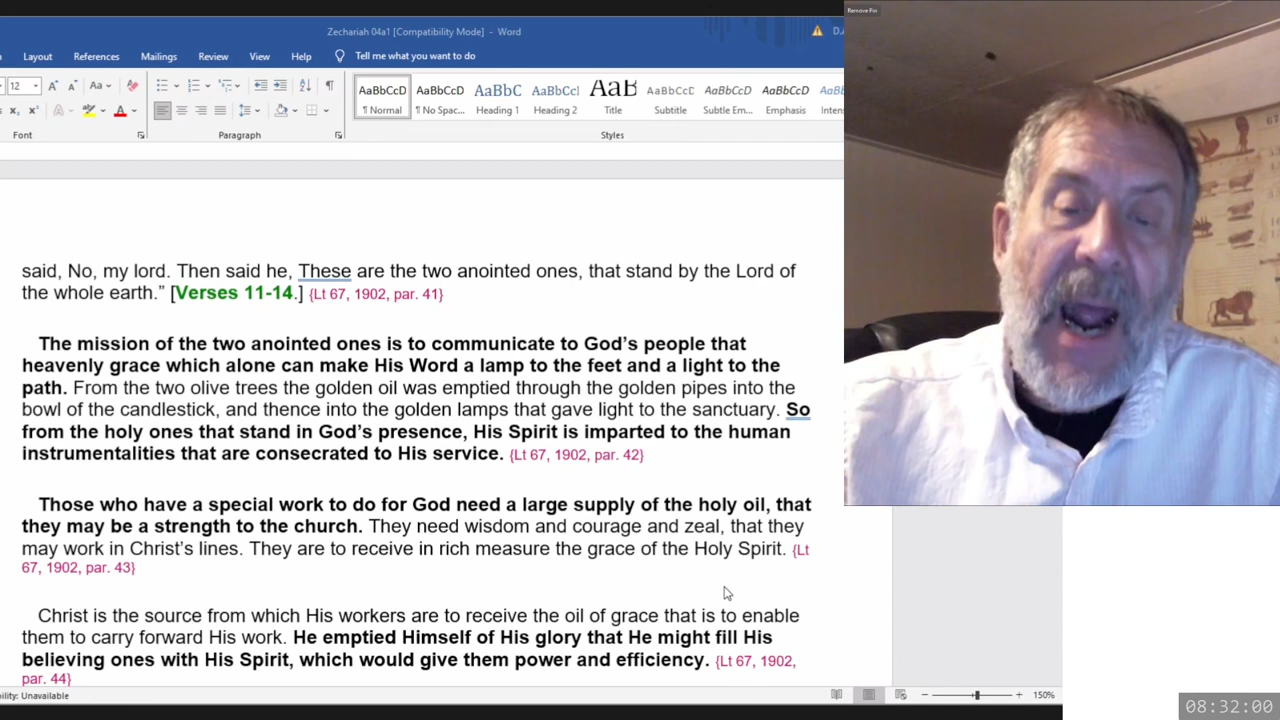 Zechariah 04a1 [Compatibility Mode] - Word
Remove Pin
Layout References Mailings Review View Help Tell me what you want to do
12 Aa
AaBbCcD AaBbCcD AaBbC AaBbCc AaB AaBbCcD AaBbCcD AaBbCcD
¶ Normal ¶ No Spac... Heading 1 Heading 2 Title Subtitle Subtle Em... Emphasis
Font Paragraph Styles
said, No, my lord. Then said he, These are the two anointed ones, that stand by the Lord of
the whole earth.” [Verses 11-14.] {Lt 67, 1902, par. 41}
The mission of the two anointed ones is to communicate to God’s people that
heavenly grace which alone can make His Word a lamp to the feet and a light to the
path. From the two olive trees the golden oil was emptied through the golden pipes into the
bowl of the candlestick, and thence into the golden lamps that gave light to the sanctuary. So
from the holy ones that stand in God’s presence, His Spirit is imparted to the human
instrumentalities that are consecrated to His service. {Lt 67, 1902, par. 42}
Those who have a special work to do for God need a large supply of the holy oil, that
they may be a strength to the church. They need wisdom and courage and zeal, that they
may work in Christ’s lines. They are to receive in rich measure the grace of the Holy Spirit. {Lt
67, 1902, par. 43}
Christ is the source from which His workers are to receive the oil of grace that is to enable
them to carry forward His work. He emptied Himself of His glory that He might fill His
believing ones with His Spirit, which would give them power and efficiency. {Lt 67, 1902,
par. 44}
Unavailable
150%
08:32:00